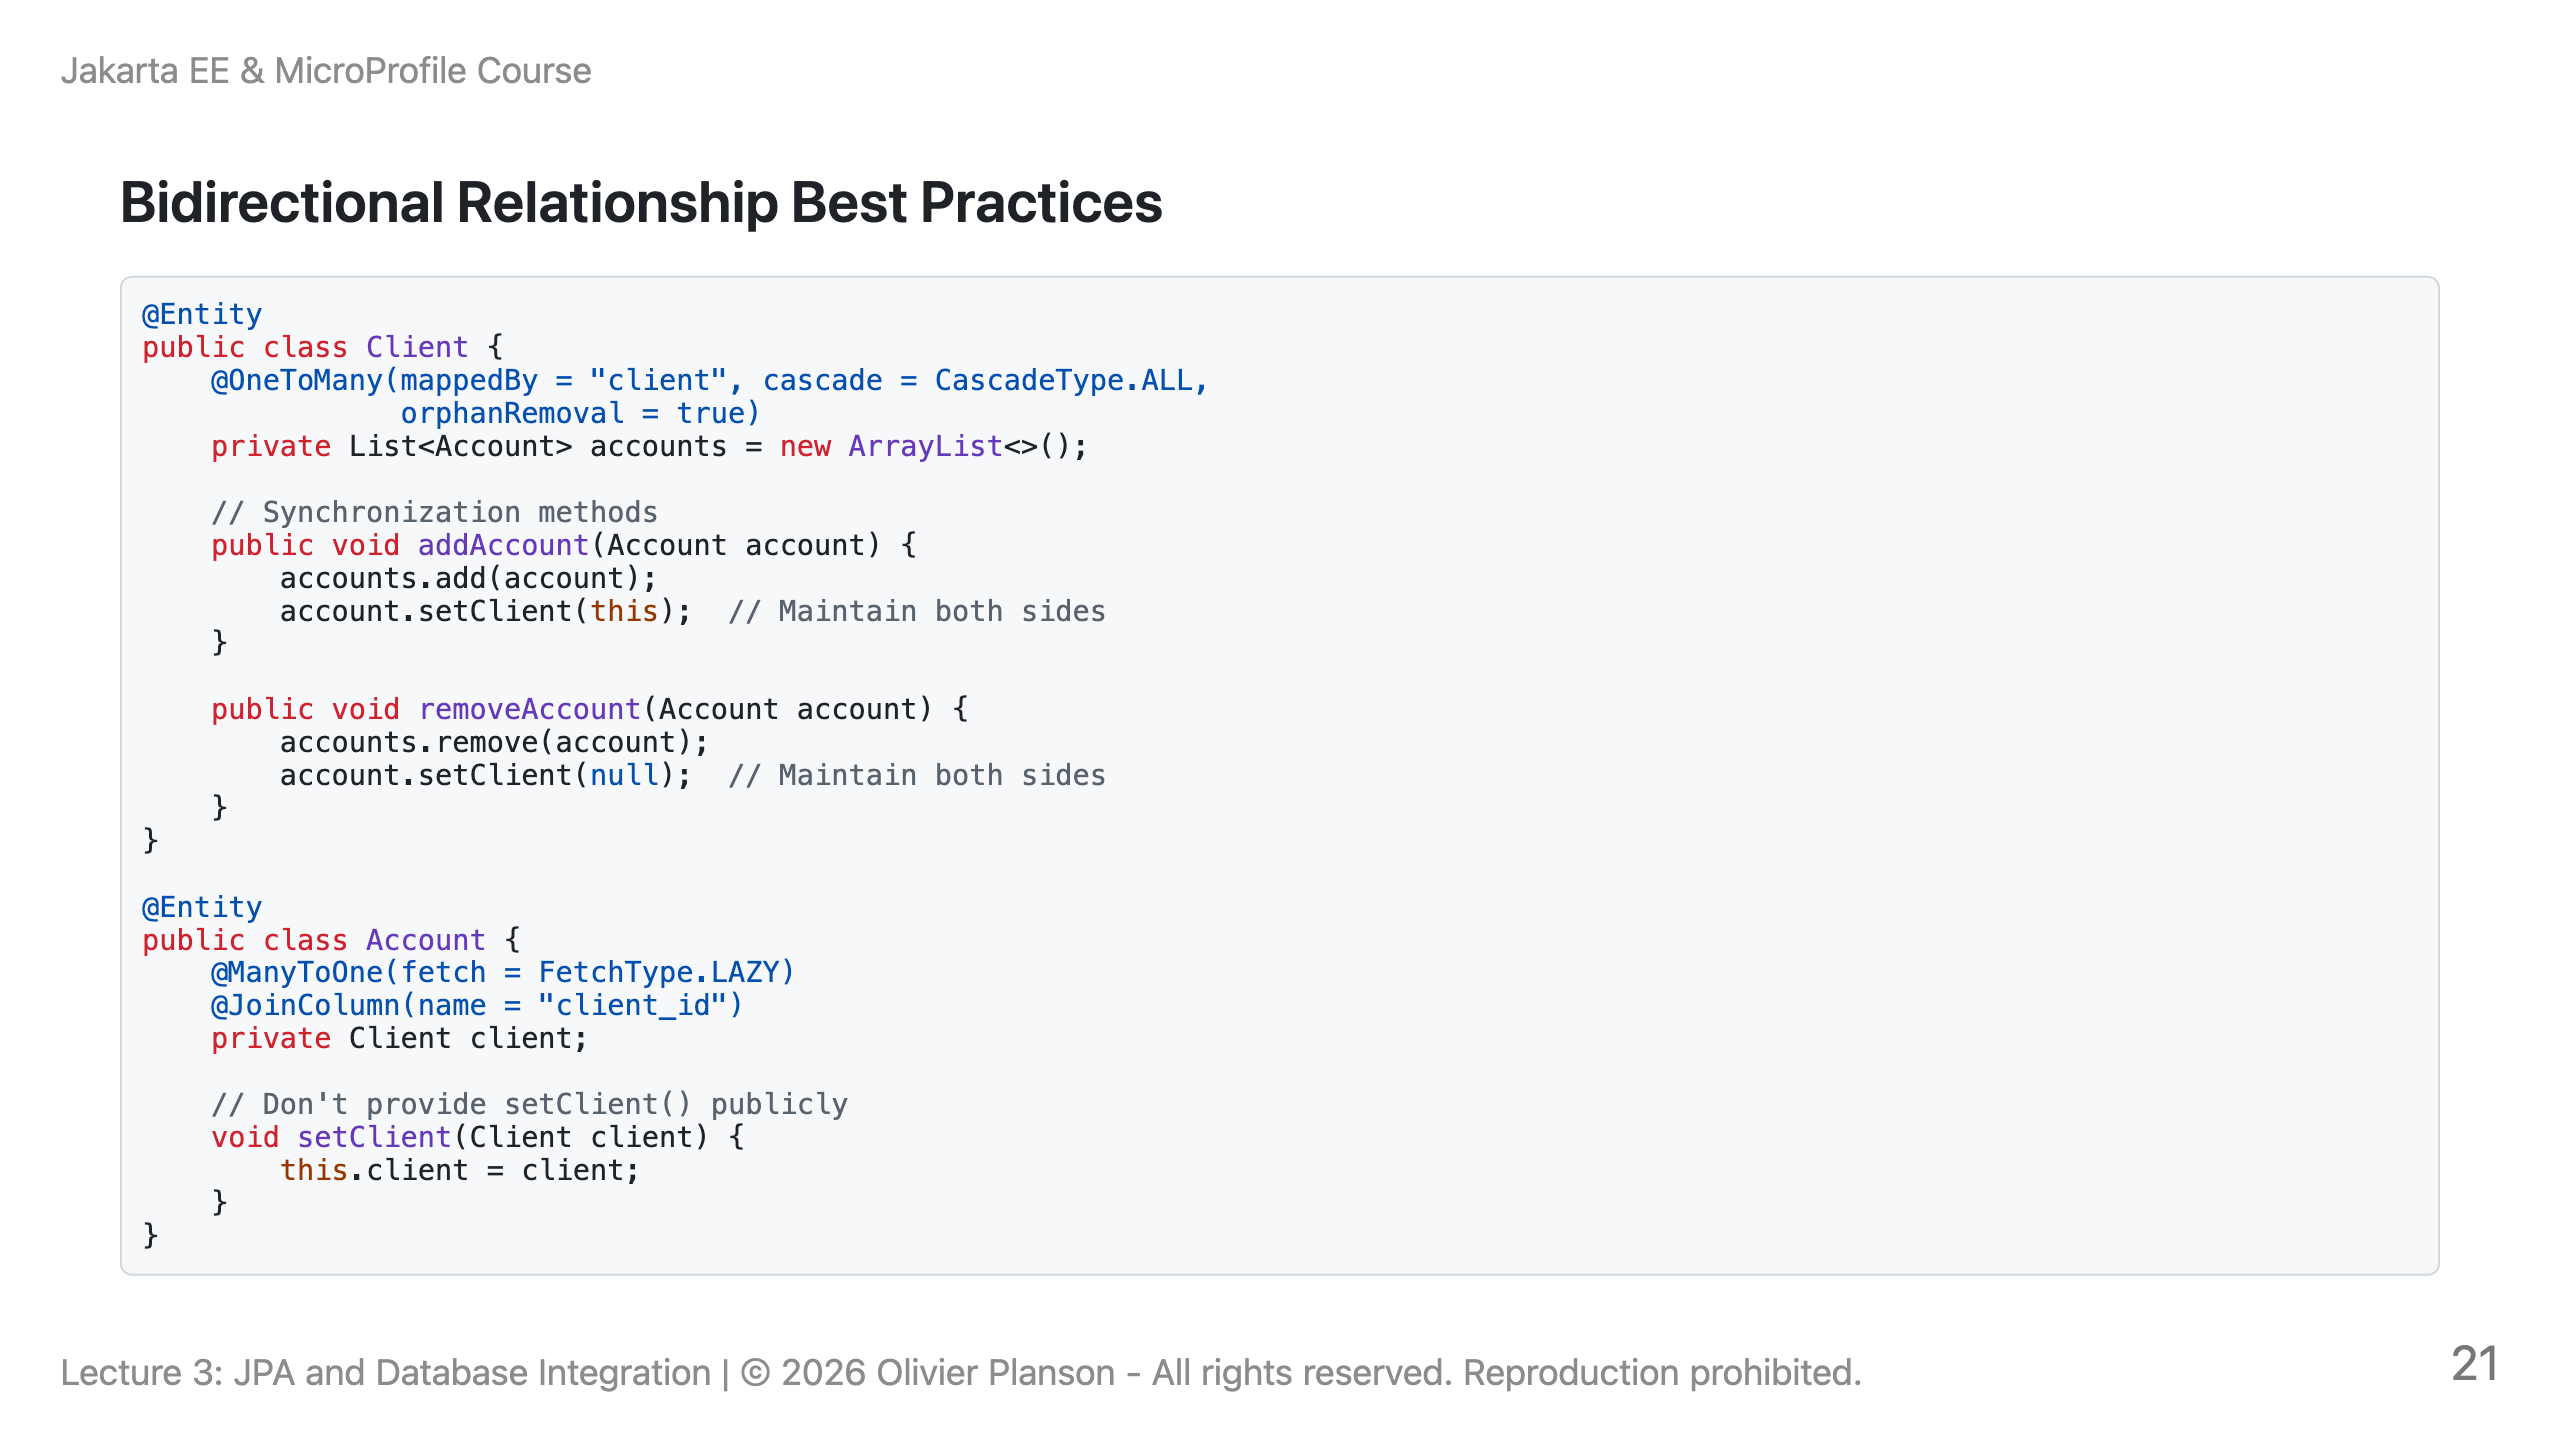 Jakarta EE & MicroProfile Course
Bidirectional Relationship Best Practices
@Entity
public class Client {
    @OneToMany(mappedBy = "client", cascade = CascadeType.ALL,
               orphanRemoval = true)
    private List<Account> accounts = new ArrayList<>();

    // Synchronization methods
    public void addAccount(Account account) {
        accounts.add(account);
        account.setClient(this);  // Maintain both sides
    }

    public void removeAccount(Account account) {
        accounts.remove(account);
        account.setClient(null);  // Maintain both sides
    }
}

@Entity
public class Account {
    @ManyToOne(fetch = FetchType.LAZY)
    @JoinColumn(name = "client_id")
    private Client client;

    // Don't provide setClient() publicly
    void setClient(Client client) {
        this.client = client;
    }
}
Lecture 3: JPA and Database Integration | © 2026 Olivier Planson - All rights reserved. Reproduction prohibited.
21